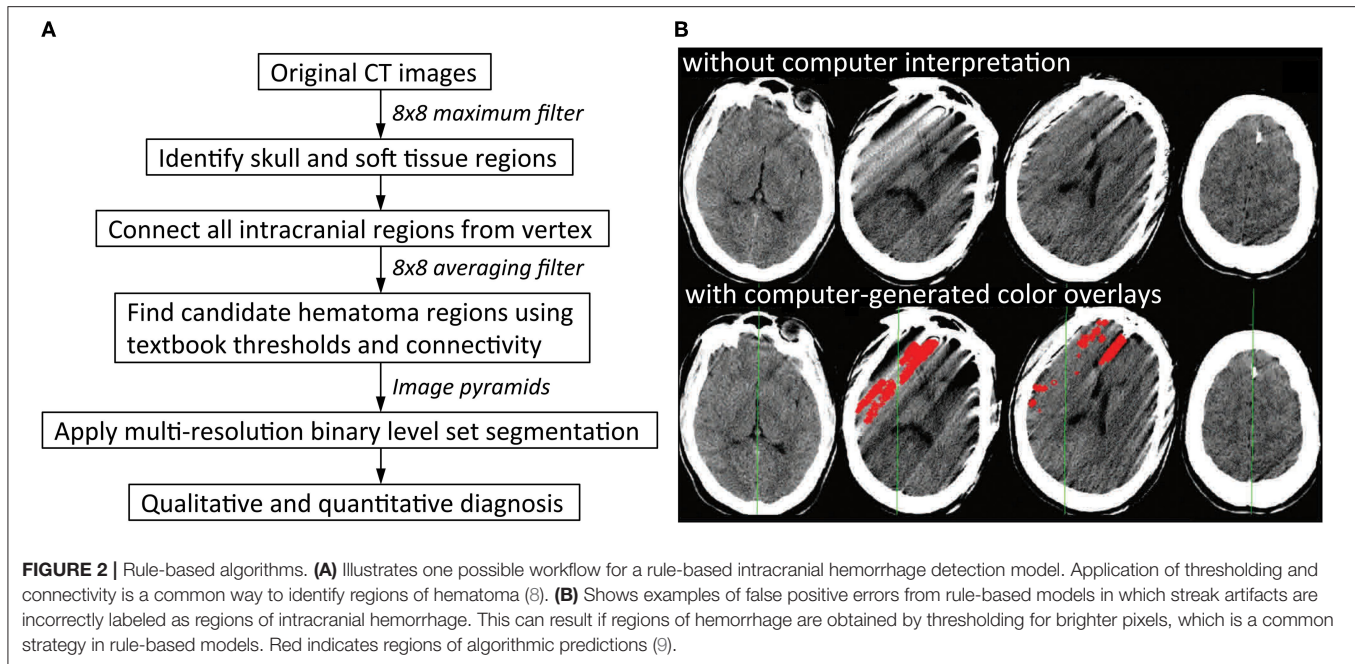 A
Original CT images
8x8 maximum filter
Identify skull and soft tissue regions
Connect all intracranial regions from vertex
8x8 averaging filter
Find candidate hematoma regions using
textbook thresholds and connectivity
Image pyramids
Apply multi-resolution binary level set segmentation
Qualitative and quantitative diagnosis
B
without computer interpretation
with computer-generated color overlays
FIGURE 2 | Rule-based algorithms. (A) Illustrates one possible workflow for a rule-based intracranial hemorrhage detection model. Application of thresholding and
connectivity is a common way to identify regions of hematoma (8). (B) Shows examples of false positive errors from rule-based models in which streak artifacts are
incorrectly labeled as regions of intracranial hemorrhage. This can result if regions of hemorrhage are obtained by thresholding for brighter pixels, which is a common
strategy in rule-based models. Red indicates regions of algorithmic predictions (9).